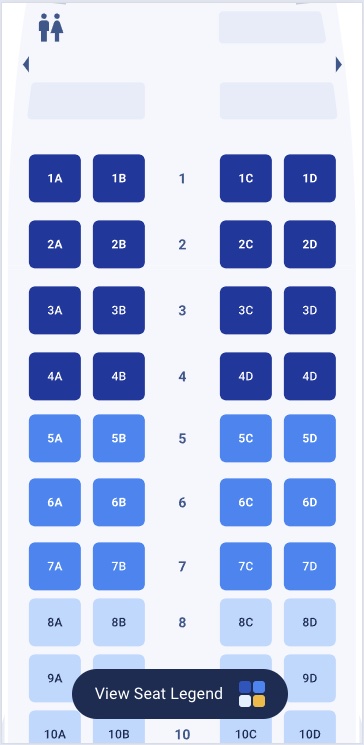 1A 1B 1 1C 1D
2A 2B 2 2C 2D
3A 3B 3 3C 3D
4A 4B 4 4D 4D
5A 5B 5 5C 5D
6A 6B 6 6C 6D
7A 7B 7 7C 7D
8A 8B 8 8C 8D
9A 9D
View Seat Legend
10A 10B 10 10C 10D